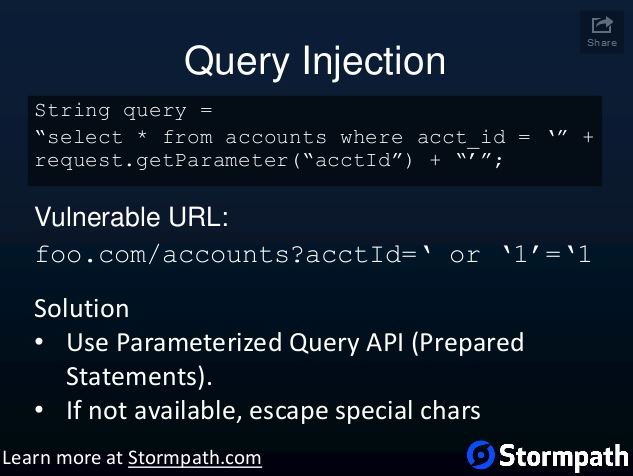 Share
Query Injection
String query =
“select * from accounts where acct_id = ‘” +
request.getParameter(“acctId”) + “’”;
Vulnerable URL:
foo.com/accounts?acctId=‘ or ‘1’=‘1
Solution
• Use Parameterized Query API (Prepared
Statements).
• If not available, escape special chars
Learn more at Stormpath.com
Stormpath